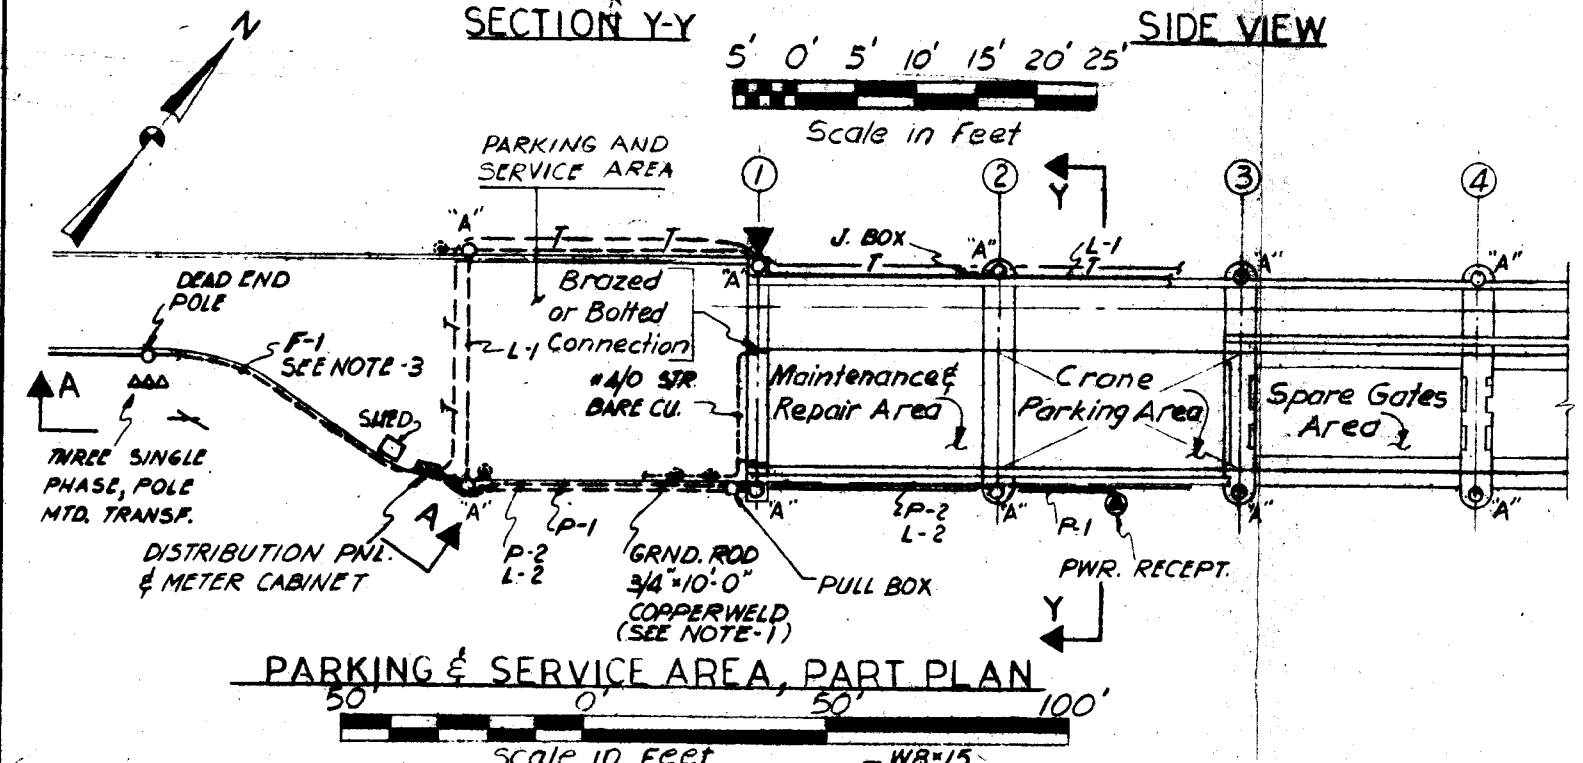 SECTION Y-Y
SIDE VIEW
N
5' 0' 5' 10' 15' 20' 25'
Scale in Feet
PARKING AND
SERVICE AREA
1
2
3
4
Y
"A"
T T
J. BOX
T
"A"
L-1
T
"A"
"A"
"A"
DEAD END
POLE
Brazed
or Bolted
Connection
F-1
SEE NOTE-3
L-1
T
T
#4/0 STR.
BARE CU.
Maintenance &
Repair Area
Crane
Parking Area
Spare Gates
Area
A
SHED
THREE SINGLE
PHASE, POLE
MTD. TRANSF.
A
"A"
"A"
"A"
"A"
"A"
P-2
L-2
P-1
P-2
L-2
P-1
DISTRIBUTION PNL.
& METER CABINET
GRND. ROD
3/4"x10'-0"
COPPERWELD
(SEE NOTE-1)
PULL BOX
PWR. RECEPT.
Y
PARKING & SERVICE AREA, PART PLAN
50' 0' 50' 100'
Scale in Feet
W8x15